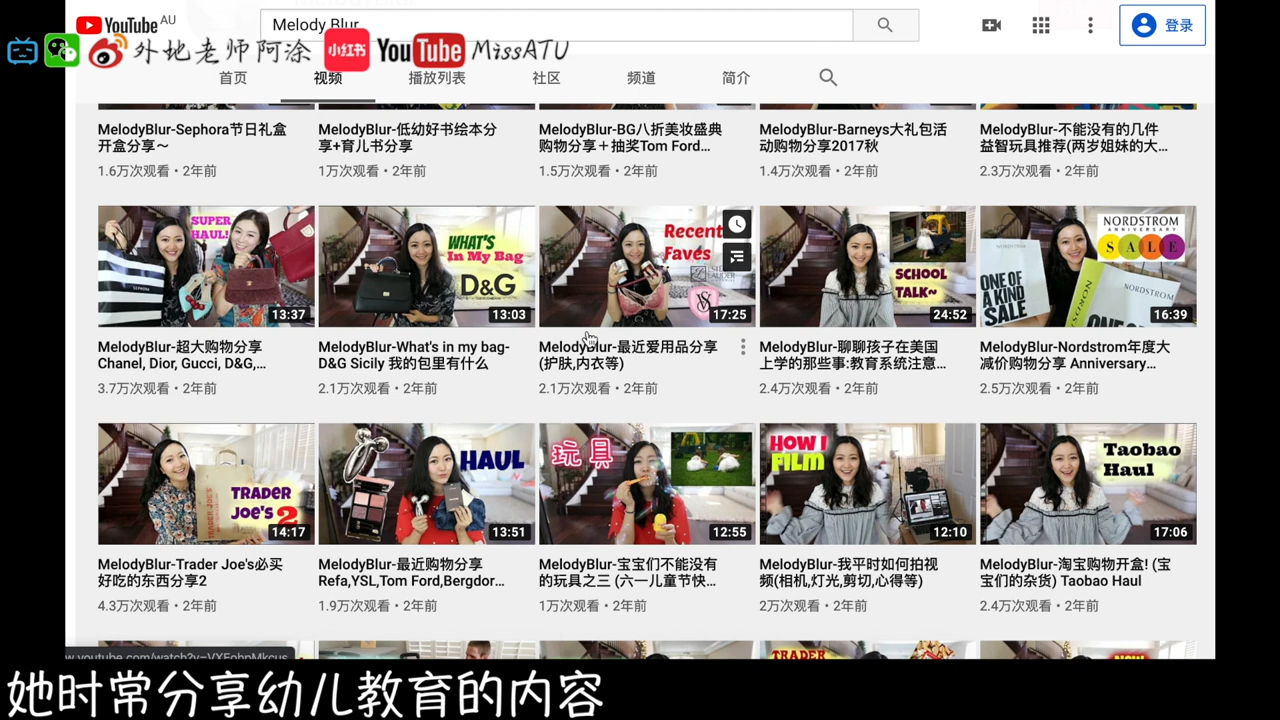 YouTube AU
Melody Blur
登录
外地老师阿涂 小红书 YouTube MissATU
首页 视频 播放列表 社区 频道 简介
MelodyBlur-Sephora节日礼盒
开盒分享～
1.6万次观看・2年前
MelodyBlur-低幼好书绘本分
享+育儿书分享
1万次观看・2年前
MelodyBlur-BG八折美妆盛典
购物分享＋抽奖Tom Ford...
1.5万次观看・2年前
MelodyBlur-Barneys大礼包活
动购物分享2017秋
1.4万次观看・2年前
MelodyBlur-不能没有的几件
益智玩具推荐(两岁姐妹的大...
2.3万次观看・2年前
SUPER
HAUL!
SEPHORA
13:37
WHAT'S
In My Bag
D&G
13:03
Recent
Faves
17:25
SCHOOL
TALK~
24:52
NORDSTROM
ANNIVERSARY
SALE
NORDSTROM
ONE OF
A KIND
SALE
NORDSTROM
16:39
MelodyBlur-超大购物分享
Chanel, Dior, Gucci, D&G,...
3.7万次观看・2年前
MelodyBlur-What's in my bag-
D&G Sicily 我的包里有什么
2.1万次观看・2年前
MelodyBlur-最近爱用品分享
(护肤,内衣等)
2.1万次观看・2年前
MelodyBlur-聊聊孩子在美国
上学的那些事:教育系统注意...
2.4万次观看・2年前
MelodyBlur-Nordstrom年度大
减价购物分享 Anniversary...
2.5万次观看・2年前
TRADER
JOE'S 2
14:17
HAUL
13:51
玩具
12:55
HOW I
FILM
12:10
Taobao
Haul
17:06
MelodyBlur-Trader Joe's必买
好吃的东西分享2
4.3万次观看・2年前
MelodyBlur-最近购物分享
Refa,YSL,Tom Ford,Bergdor...
1.9万次观看・2年前
MelodyBlur-宝宝们不能没有
的玩具之三 (六一儿童节快...
1万次观看・2年前
MelodyBlur-我平时如何拍视
频(相机,灯光,剪切,心得等)
2万次观看・2年前
MelodyBlur-淘宝购物开盒! (宝
宝们的杂货) Taobao Haul
2.4万次观看・2年前
她时常分享幼儿教育的内容